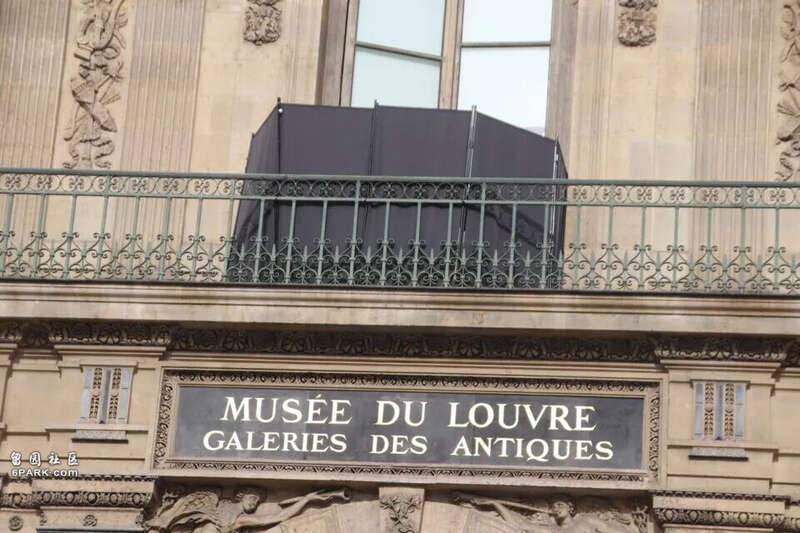 MUSÉE DU LOUVRE
GALERIES DES ANTIQUES
留园社区
6PARK.com